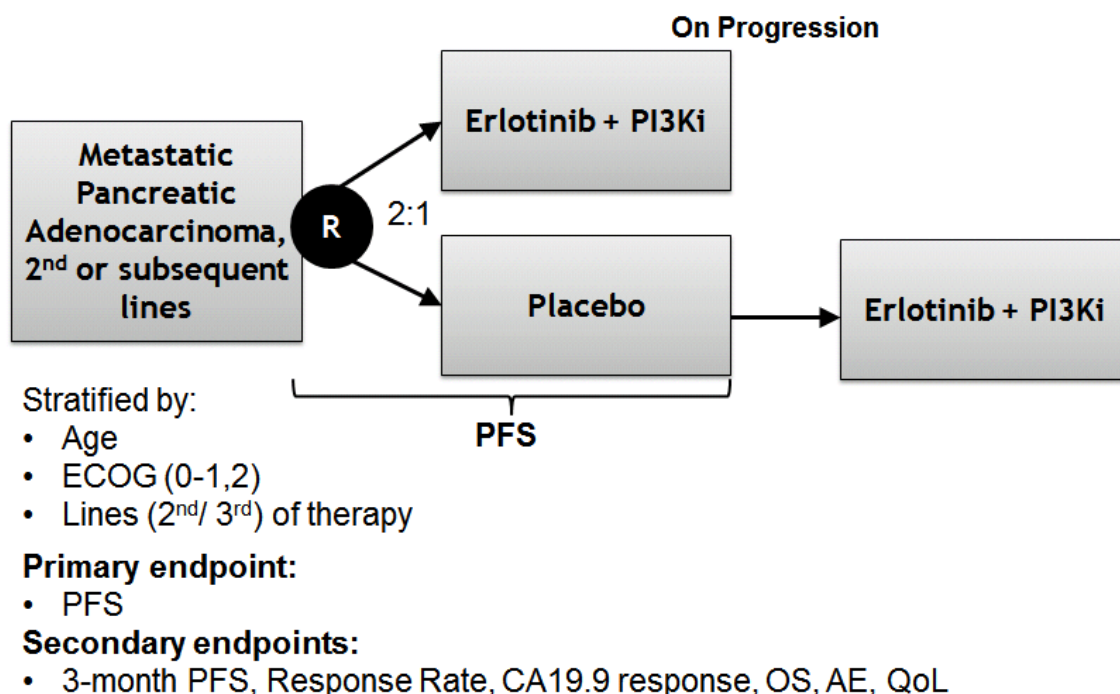 On Progression
Metastatic
Pancreatic
Adenocarcinoma,
2nd or subsequent
lines
R
2:1
Erlotinib + PI3Ki
Placebo
Erlotinib + PI3Ki
PFS
Stratified by:
• Age
• ECOG (0-1,2)
• Lines (2nd/ 3rd) of therapy
Primary endpoint:
• PFS
Secondary endpoints:
• 3-month PFS, Response Rate, CA19.9 response, OS, AE, QoL